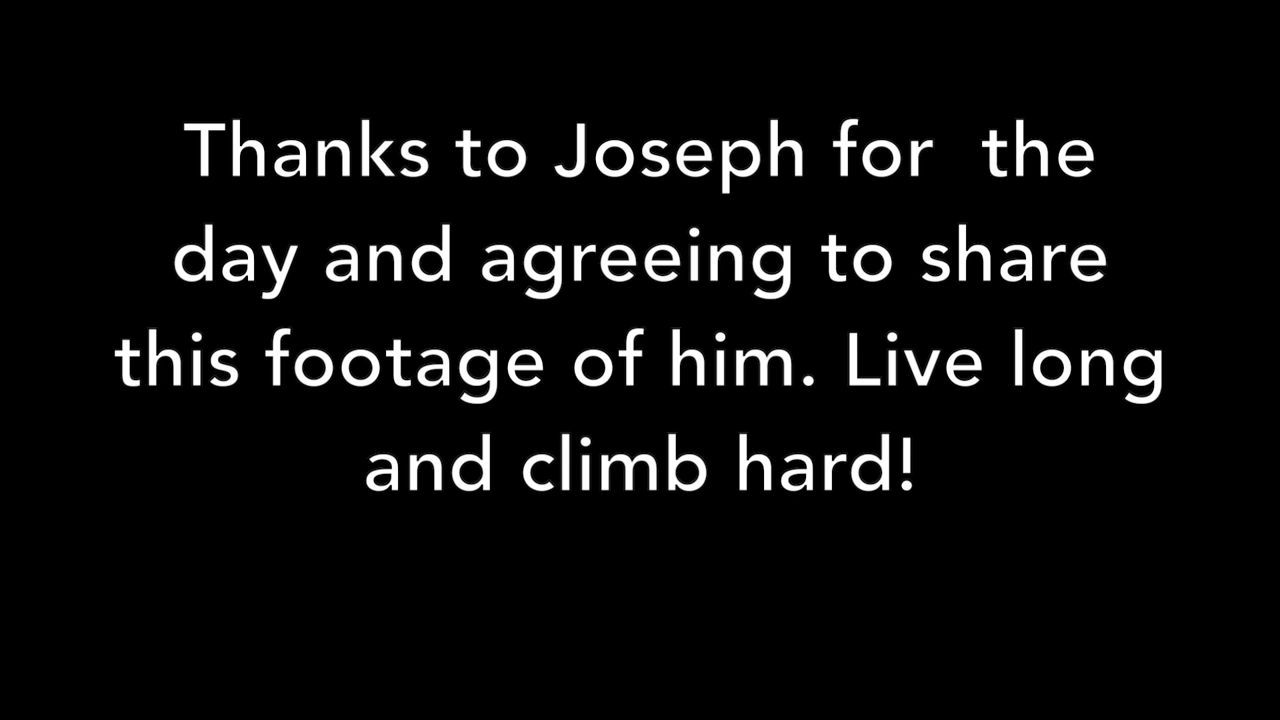 Thanks to Joseph for  the
day and agreeing to share
this footage of him. Live long
and climb hard!